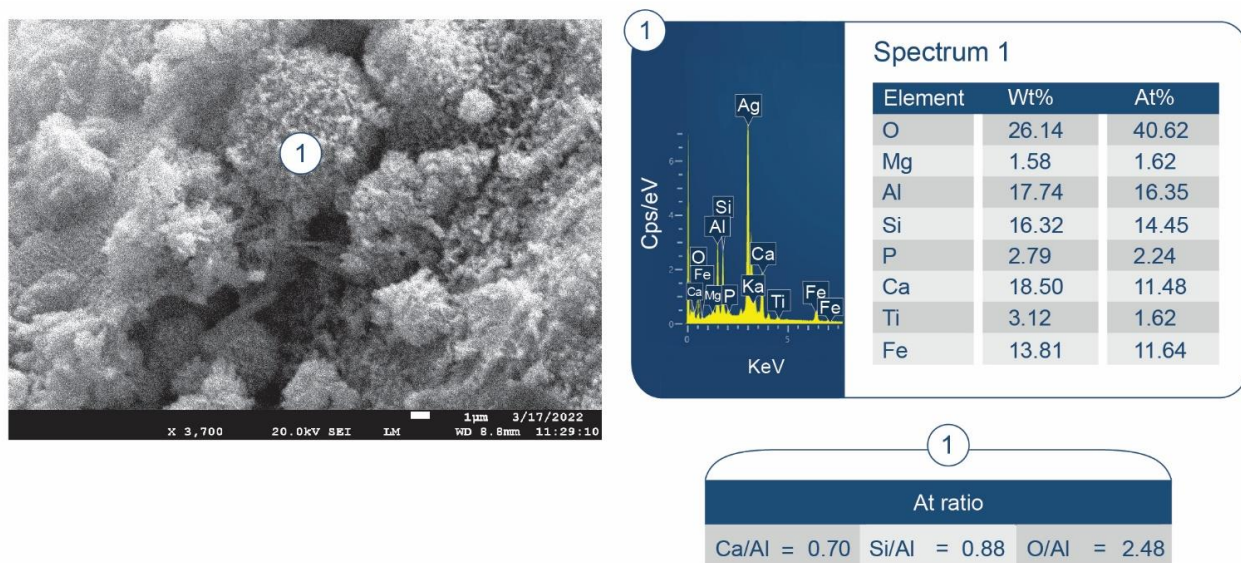 1
1μm 3/17/2022
X 3,700 20.0kV SEI LM WD 8.8mm 11:29:10
1
Cps/eV
6
4
2
0
Ag
Si
Al
O
Fe
Ca
Mg
P
Ca
Ka
Ti
Fe
Fe
0 5
KeV
Spectrum 1
Element Wt% At%
O 26.14 40.62
Mg 1.58 1.62
Al 17.74 16.35
Si 16.32 14.45
P 2.79 2.24
Ca 18.50 11.48
Ti 3.12 1.62
Fe 13.81 11.64
1
At ratio
Ca/Al = 0.70 Si/Al = 0.88 O/Al = 2.48